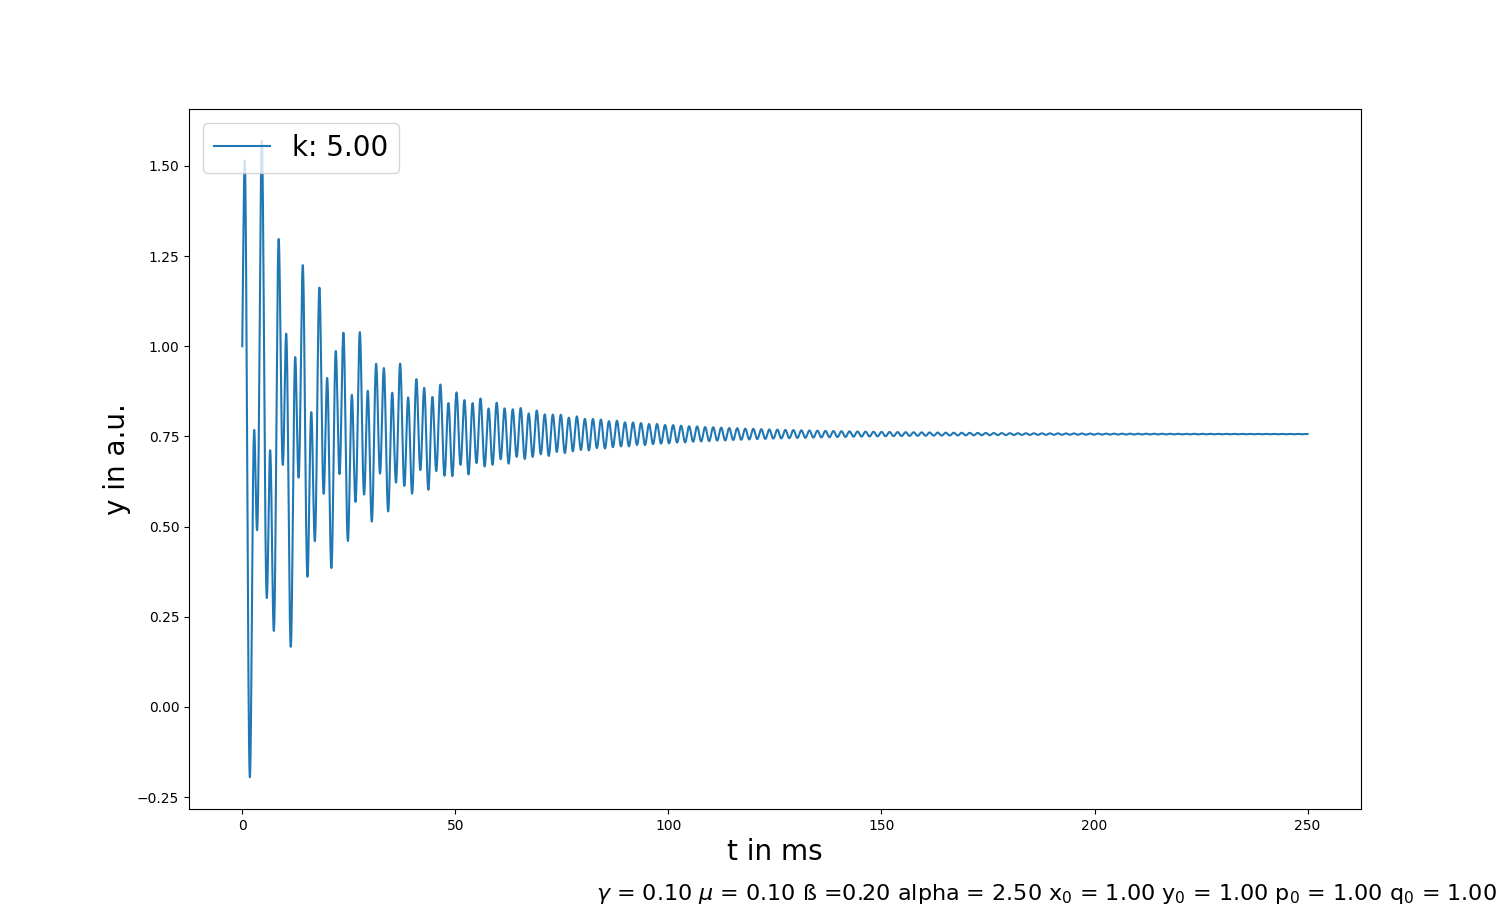 k: 5.00
y in a.u.
1.50
1.25
1.00
0.75
0.50
0.25
0.00
−0.25
0 50 100 150 200 250
t in ms
γ = 0.10 μ = 0.10 ß =0.20 alpha = 2.50 x₀ = 1.00 y₀ = 1.00 p₀ = 1.00 q₀ = 1.00